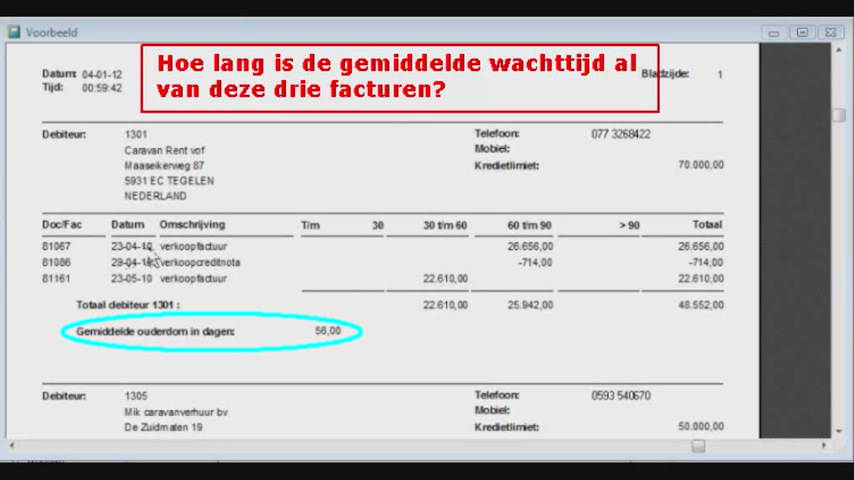 Voorbeeld
Hoe lang is de gemiddelde wachttijd al
van deze drie facturen?
Datum: 04-01-12
Bladzijde: 1
Tijd: 00:59:42
Debiteur: 1301 Telefoon: 077 3268422
Caravan Rent vof Mobiel:
Maaseikerweg 87 Kredietlimiet: 70.000,00
5931 EC TEGELEN
NEDERLAND
Doc/Fac Datum Omschrijving T/m 30 30 t/m 60 60 t/m 90 > 90 Totaal
81067 23-04-10 verkoopfactuur 26.656,00 26.656,00
81086 verkoopcreditnota -714,00 -714,00
81161 23-05-10 verkoopfactuur 22.610,00 22.610,00
Totaal debiteur 1301 : 22.610,00 25.942,00 48.552,00
Gemiddelde ouderdom in dagen: 56,00
Debiteur: 1305 Telefoon: 0593 540670
Mik caravanverhuur bv Mobiel:
De Zuidmaten 19 Kredietlimiet: 50.000,00